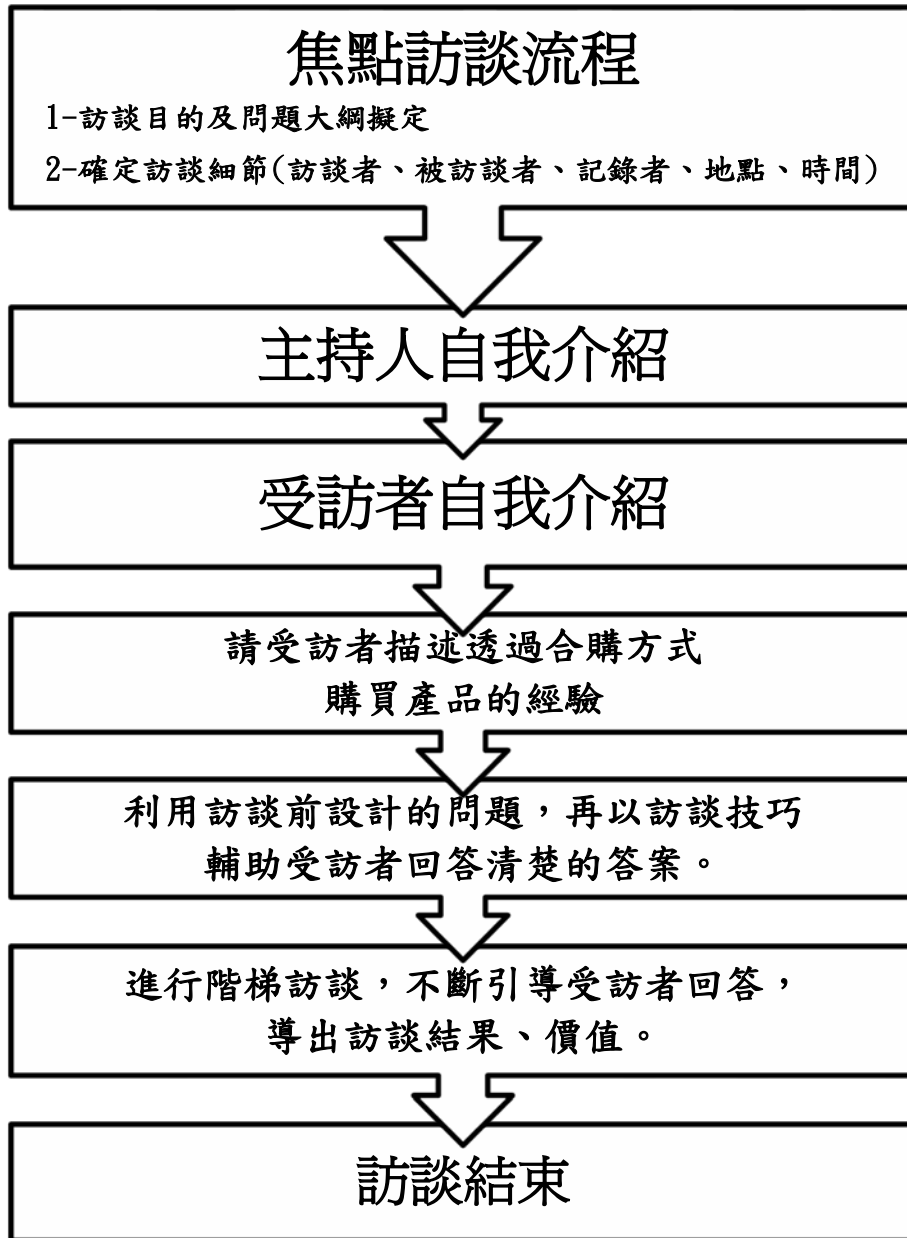 焦點訪談流程
1-訪談目的及問題大綱擬定
2-確定訪談細節(訪談者、被訪談者、記錄者、地點、時間)
主持人自我介紹
受訪者自我介紹
請受訪者描述透過合購方式
購買產品的經驗
利用訪談前設計的問題，再以訪談技巧
輔助受訪者回答清楚的答案。
進行階梯訪談，不斷引導受訪者回答，
導出訪談結果、價值。
訪談結束